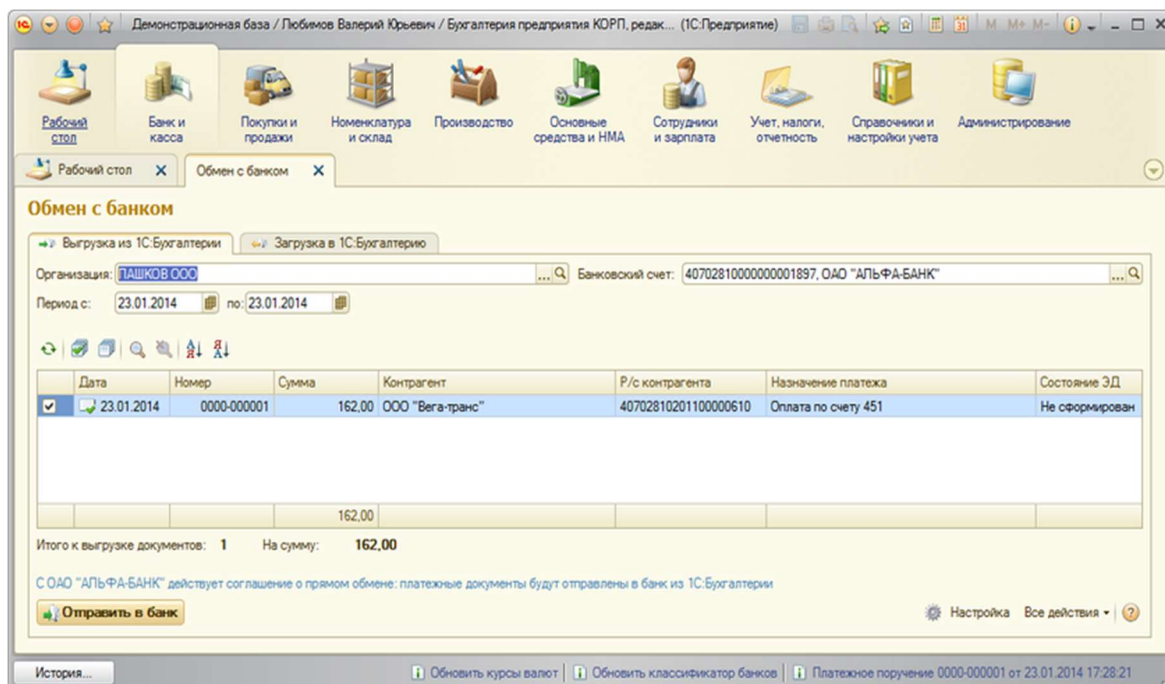 Демонстрационная база / Любимов Валерий Юрьевич / Бухгалтерия предприятия КОРП, редак... (1С:Предприятие)
M M+ M-
Рабочий стол
Банк и касса
Покупки и продажи
Номенклатура и склад
Производство
Основные средства и НМА
Сотрудники и зарплата
Учет, налоги, отчетность
Справочники и настройки учета
Администрирование
Рабочий стол
Обмен с банком
Обмен с банком
Выгрузка из 1С:Бухгалтерии
Загрузка в 1С:Бухгалтерию
Организация: ПАШКОВ ООО ... Банковский счет: 40702810000000001897, ОАО "АЛЬФА-БАНК" ...
Период с: 23.01.2014 по: 23.01.2014
Дата Номер Сумма Контрагент Р/с контрагента Назначение платежа Состояние ЭД
23.01.2014 0000-000001 162,00 ООО "Вега-транс" 40702810201100000610 Оплата по счету 451 Не сформирован
162,00
Итого к выгрузке документов: 1 На сумму: 162,00
С ОАО "АЛЬФА-БАНК" действует соглашение о прямом обмене: платежные документы будут отправлены в банк из 1С:Бухгалтерии
Отправить в банк
Настройка Все действия
История...
Обновить курсы валют
Обновить классификатор банков
Платежное поручение 0000-000001 от 23.01.2014 17:28:21